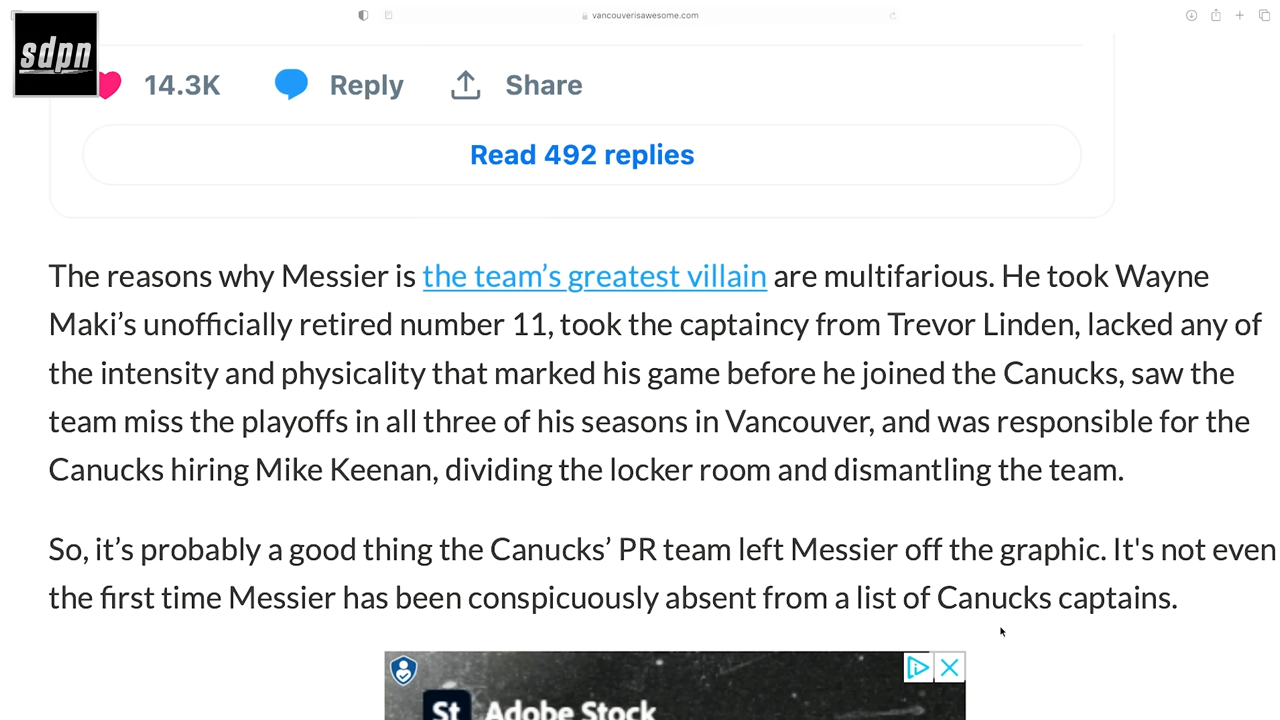 vancouverisawesome.com
sdpn
14.3K Reply Share
Read 492 replies
The reasons why Messier is the team’s greatest villain are multifarious. He took Wayne
Maki’s unofficially retired number 11, took the captaincy from Trevor Linden, lacked any of
the intensity and physicality that marked his game before he joined the Canucks, saw the
team miss the playoffs in all three of his seasons in Vancouver, and was responsible for the
Canucks hiring Mike Keenan, dividing the locker room and dismantling the team.
So, it’s probably a good thing the Canucks’ PR team left Messier off the graphic. It's not even
the first time Messier has been conspicuously absent from a list of Canucks captains.
St Adobe Stock